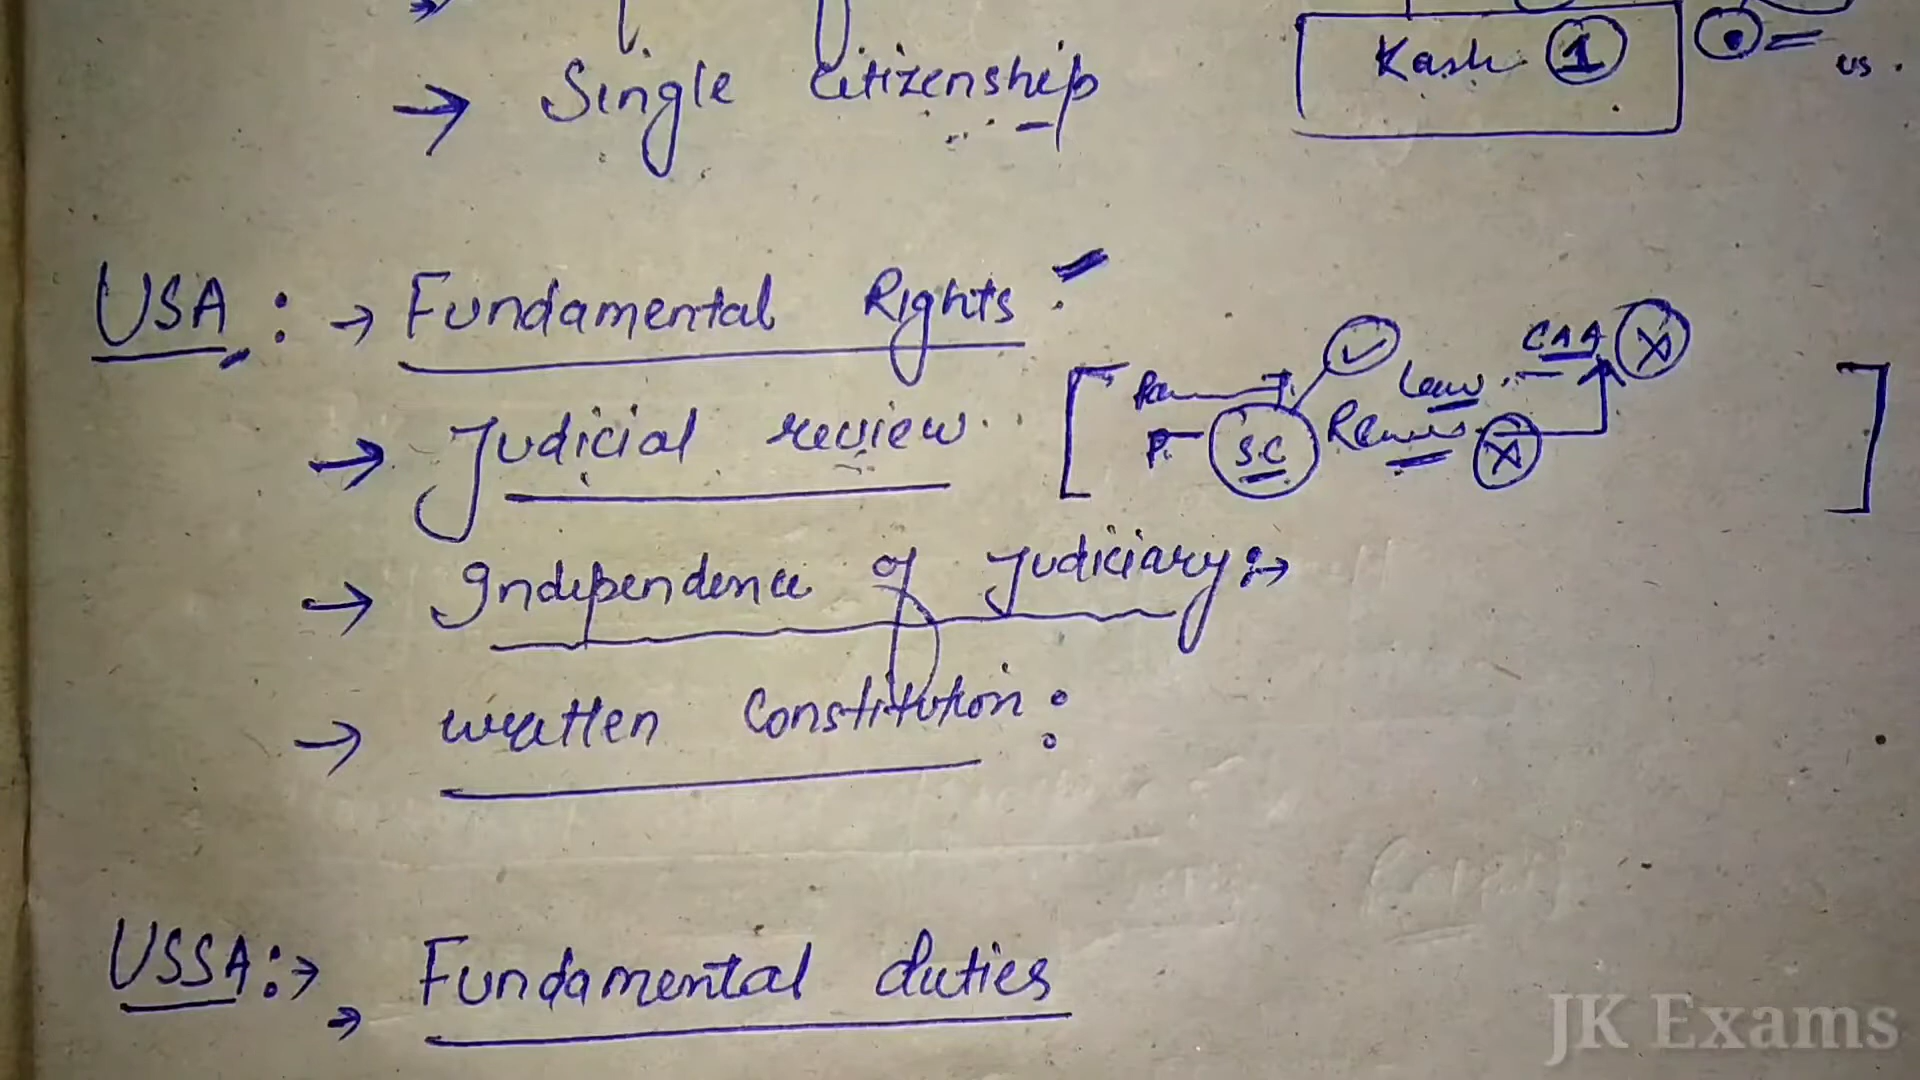 → Single Citizenship
Kash 1
us.
USA : → Fundamental Rights :
→ Judicial review
S.C
law. CAA
→ Independence of Judiciary :→
→ written Constitution :
USSA :→ Fundamental duties
JK Exams